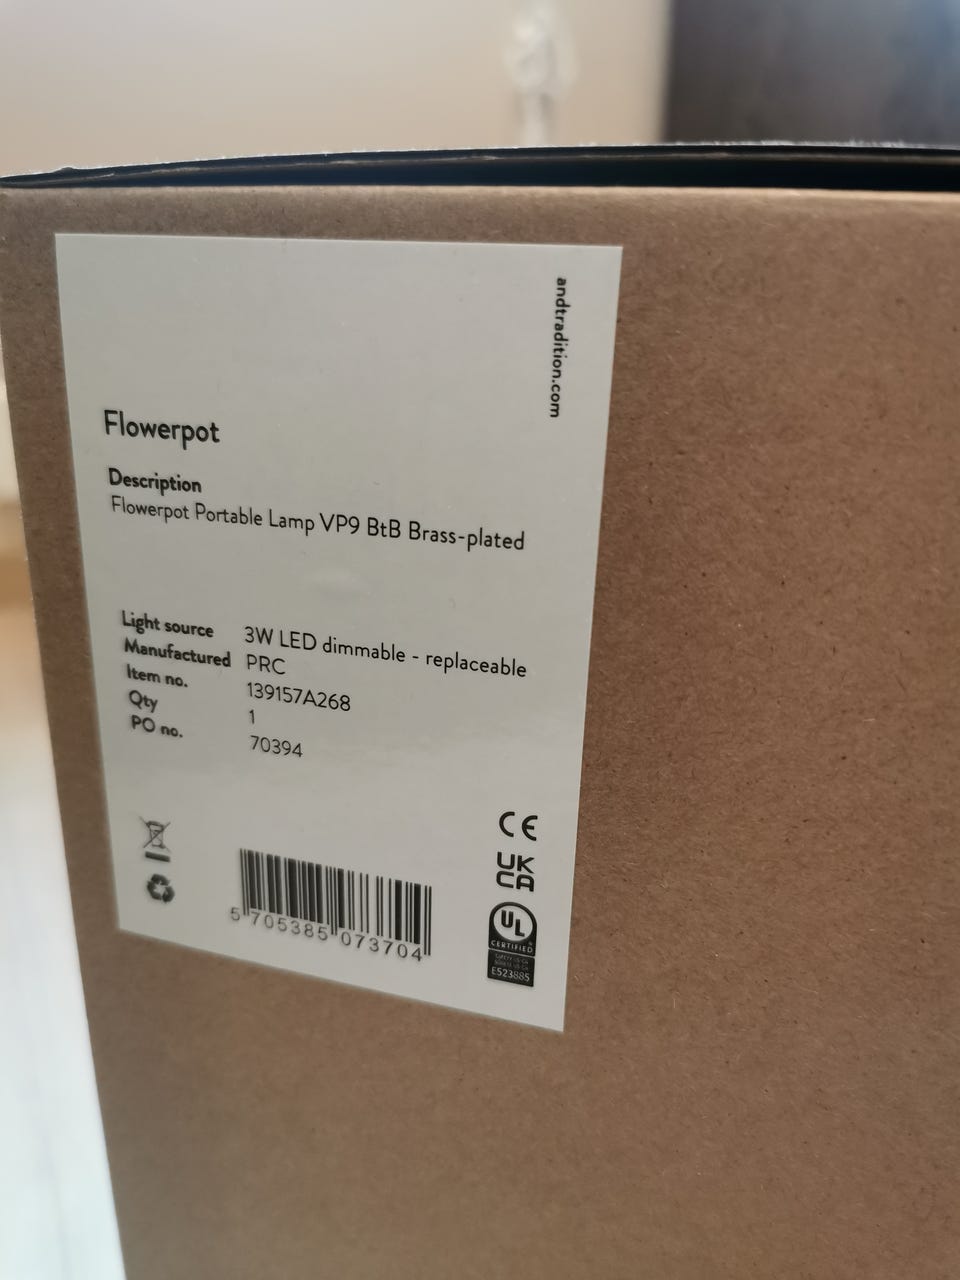 andtradition.com
Flowerpot
Description
Flowerpot Portable Lamp VP9 BtB Brass-plated
Light source 3W LED dimmable - replaceable
Manufactured PRC
Item no. 139157A268
Qty 1
PO no. 70394
CE
UK
CA
UL
CERTIFIED
E523885
5 705385 073704